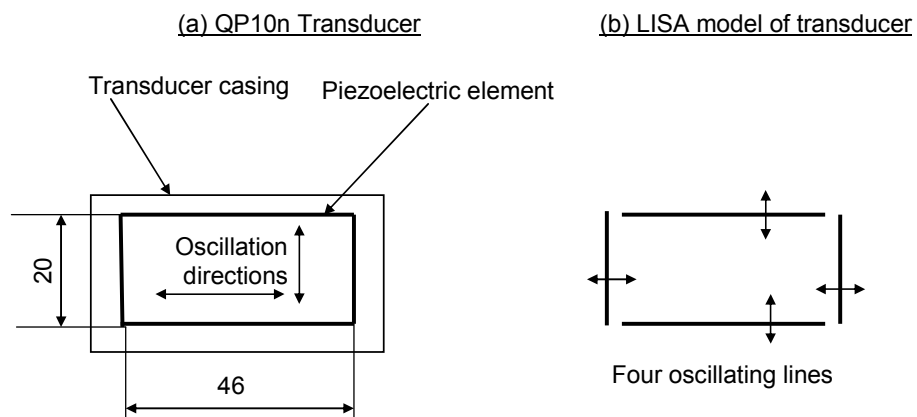 (a) QP10n Transducer
(b) LISA model of transducer
Transducer casing
Piezoelectric element
Oscillation
directions
20
46
Four oscillating lines